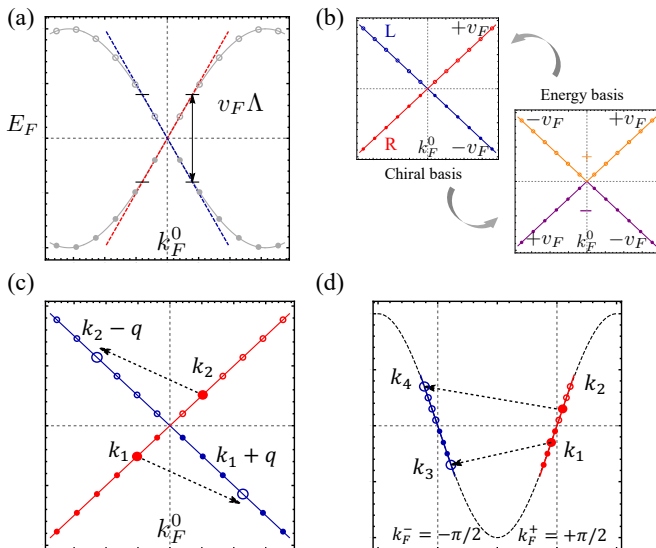 (a)
E_F
v_F Λ
k_F^0
(b)
L
+v_F
R
k_F^0
−v_F
Chiral basis
Energy basis
−v_F
+v_F
+
−
+v_F
k_F^0
−v_F
(c)
k_2 − q
k_2
k_1
k_1 + q
k_F^0
(d)
k_4
k_2
k_1
k_3
k_F^- = −π/2
k_F^+ = +π/2